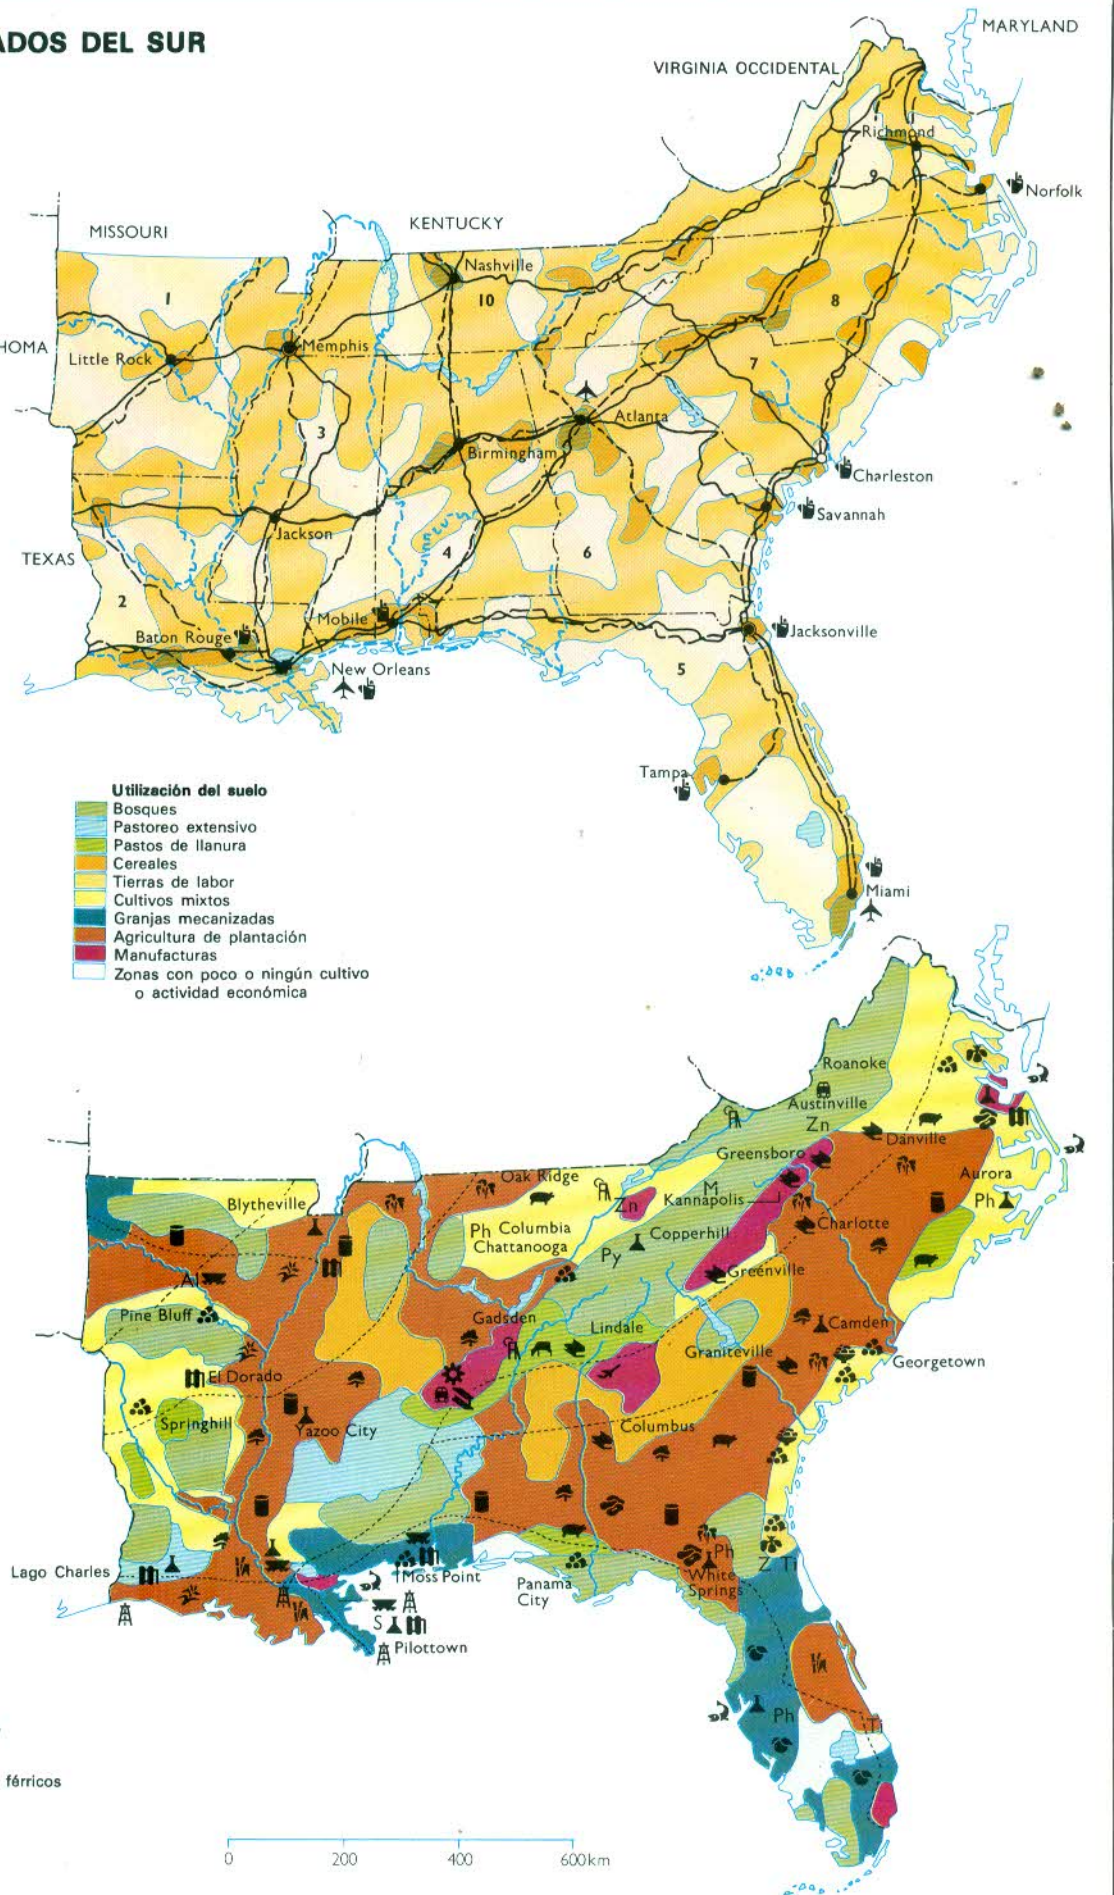 ADOS DEL SUR
MARYLAND
VIRGINIA OCCIDENTAL
Richmond
9
Norfolk
MISSOURI
KENTUCKY
Nashville
1
10
8
HOMA
Little Rock
Memphis
7
3
Atlanta
Birmingham
Charleston
Savannah
Jackson
TEXAS
4
6
2
Mobile
Baton Rouge
Jacksonville
New Orleans
5
Tampa
Miami
Utilización del suelo
Bosques
Pastoreo extensivo
Pastos de llanura
Cereales
Tierras de labor
Cultivos mixtos
Granjas mecanizadas
Agricultura de plantación
Manufacturas
Zonas con poco o ningún cultivo
o actividad económica
Roanoke
Austinville
Zn
Danville
Greensboro
Oak Ridge
Aurora
M
Blytheville
Zn
Kannapolis
Ph
Ph Columbia
Charlotte
Copperhill
Chattanooga
Py
Greenville
Al
Pine Bluff
Gadsden
Lindale
Camden
Graniteville
Georgetown
El Dorado
Springhill
Yazoo City
Columbus
Ph
Z Ti
Lago Charles
Moss Point
White
Springs
Panama
City
S
Pilottown
Ph
Ti
férricos
0 200 400 600km